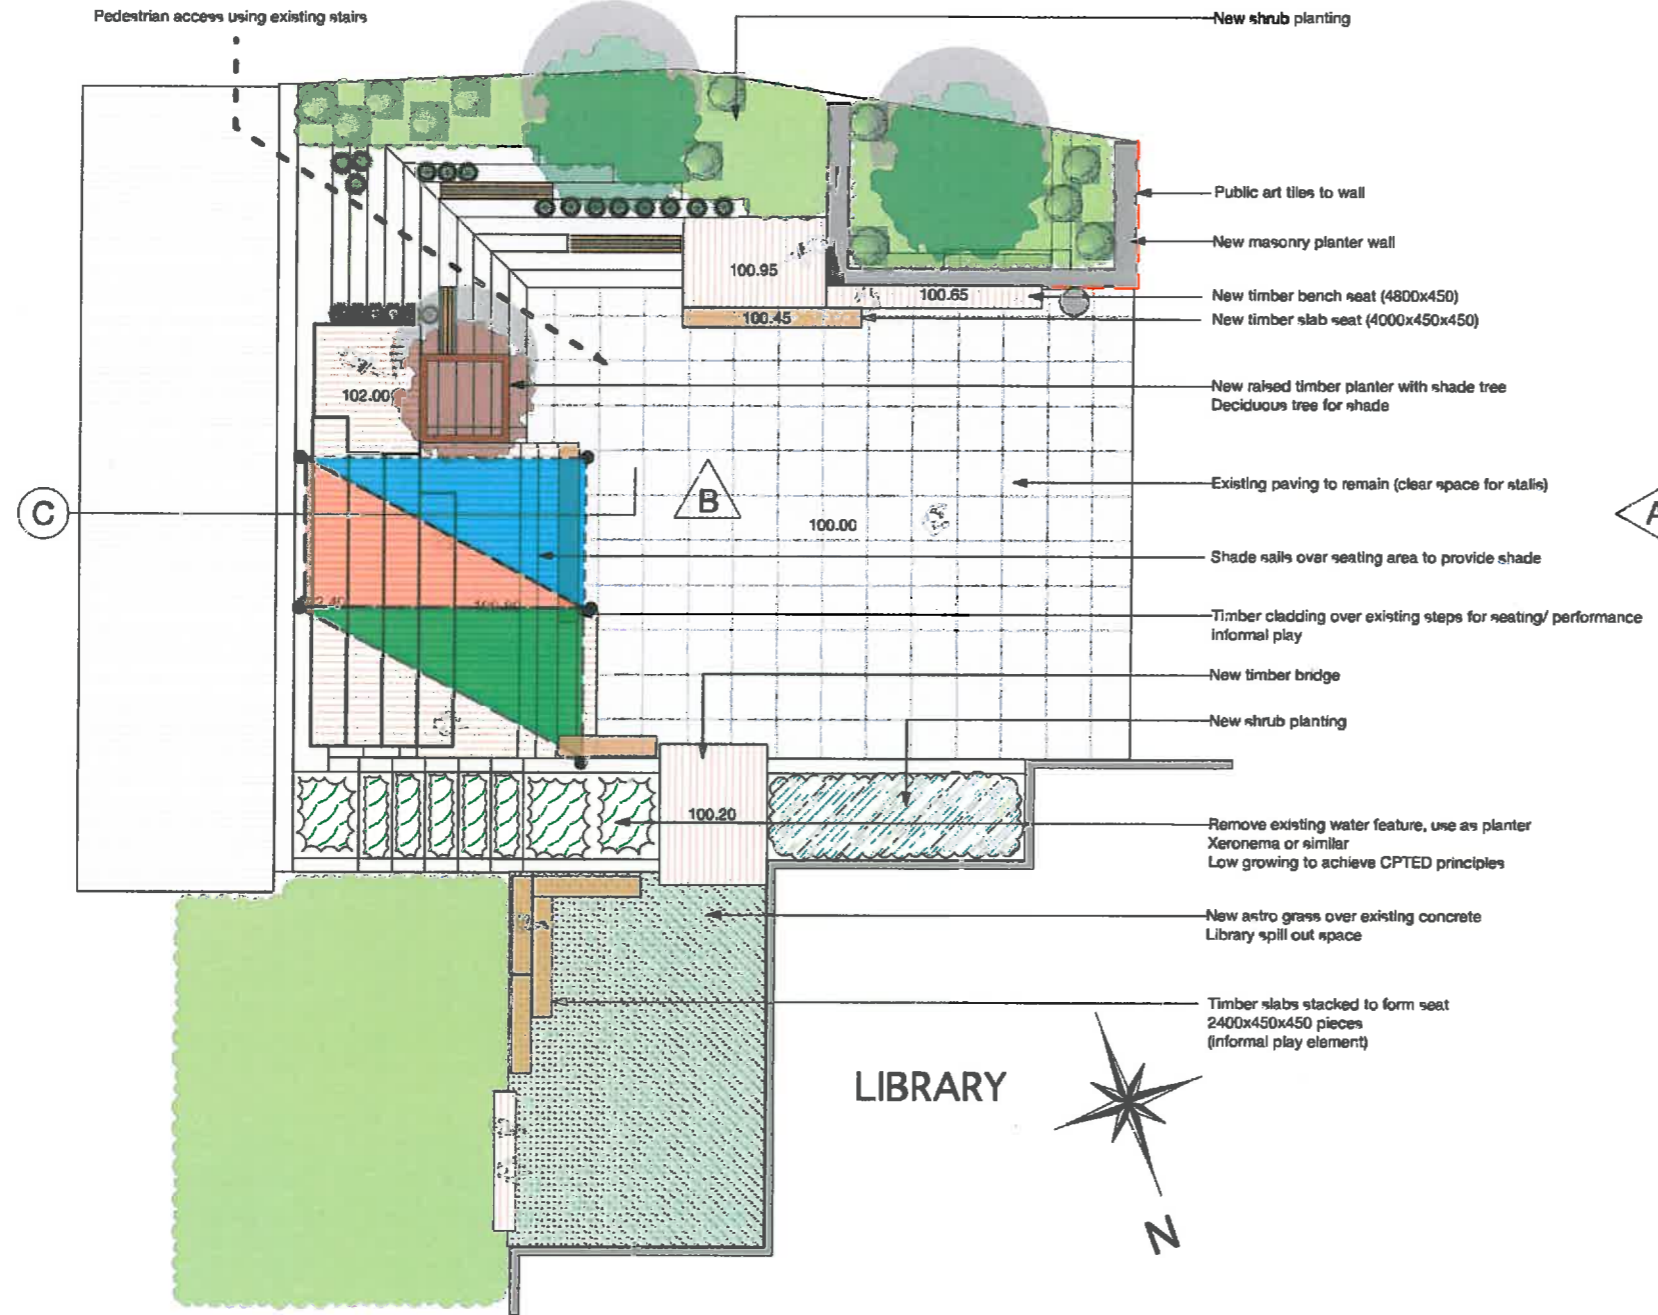 Pedestrian access using existing stairs
New shrub planting
Public art tiles to wall
New masonry planter wall
100.95
100.65
New timber bench seat (4800x450)
100.45
New timber slab seat (4000x450x450)
New raised timber planter with shade tree
Deciduous tree for shade
102.00
C
B
Existing paving to remain (clear space for stalls)
100.00
Shade sails over seating area to provide shade
Timber cladding over existing steps for seating/ performance
informal play
New timber bridge
New shrub planting
100.20
Remove existing water feature, use as planter
Xeronema or similar
Low growing to achieve CPTED principles
New astro grass over existing concrete
Library spill out space
Timber slabs stacked to form seat
2400x450x450 pieces
(informal play element)
LIBRARY
N